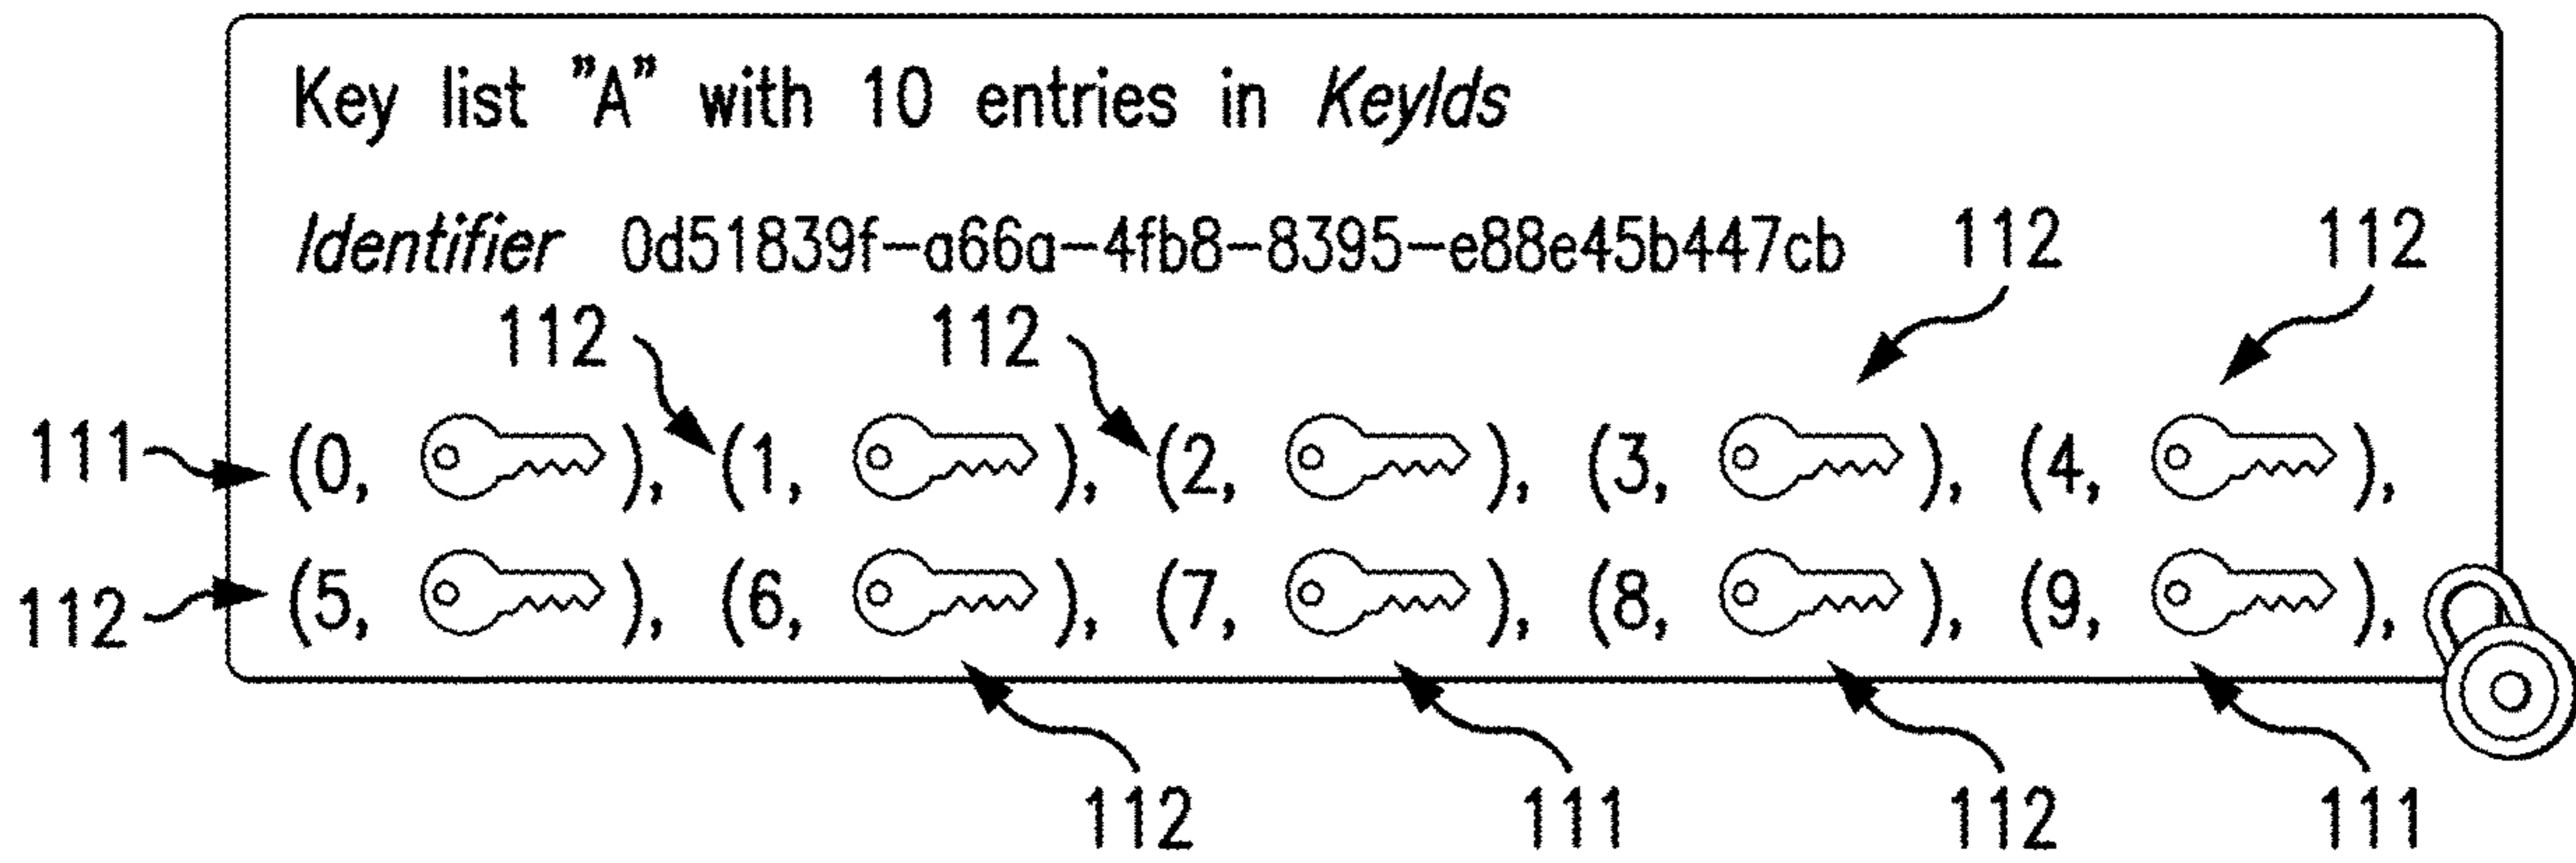 Key list "A" with 10 entries in KeyIds
Identifier 0d51839f-a66a-4fb8-8395-e88e45b447cb 112 112
112 112
111 (0, ), (1, ), (2, ), (3, ), (4, ),
112 (5, ), (6, ), (7, ), (8, ), (9, ),
112 111 112 111